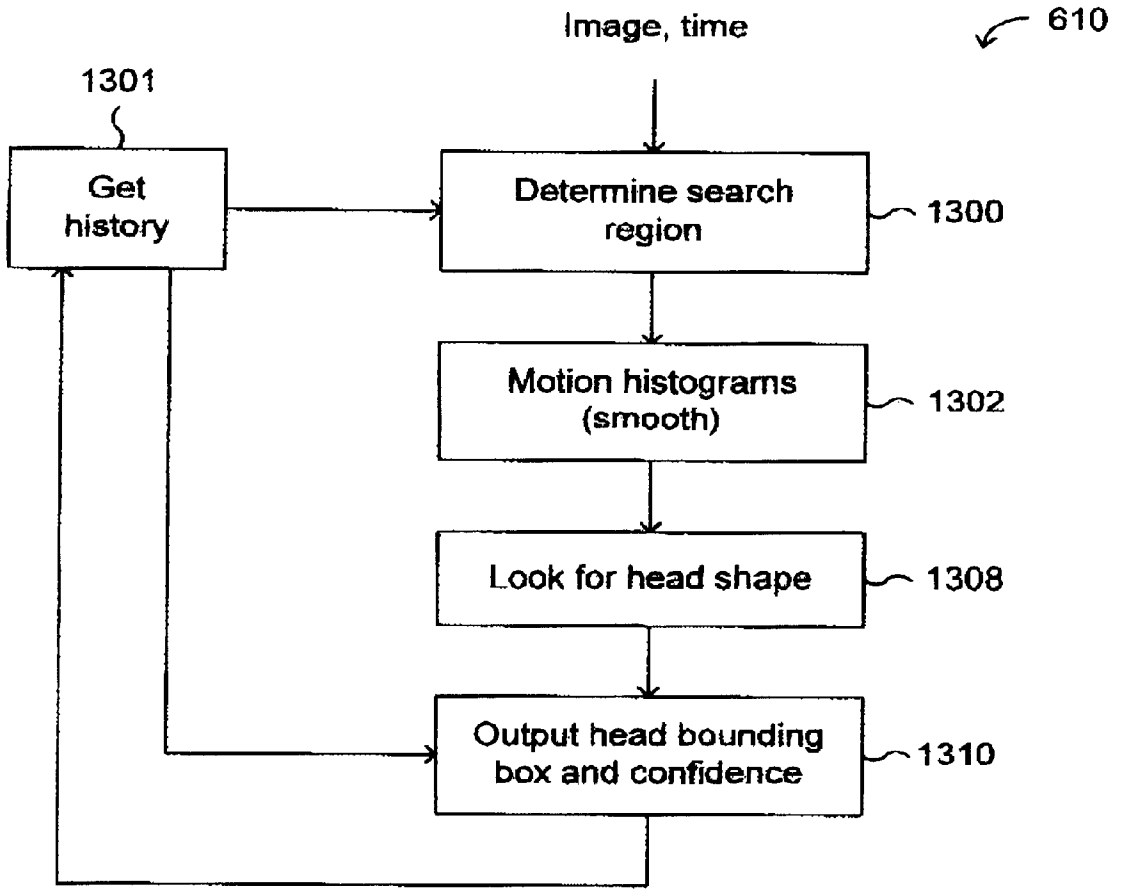 Image, time
610
1301
Get
history
Determine search
region
1300
Motion histograms
(smooth)
1302
Look for head shape
1308
Output head bounding
box and confidence
1310